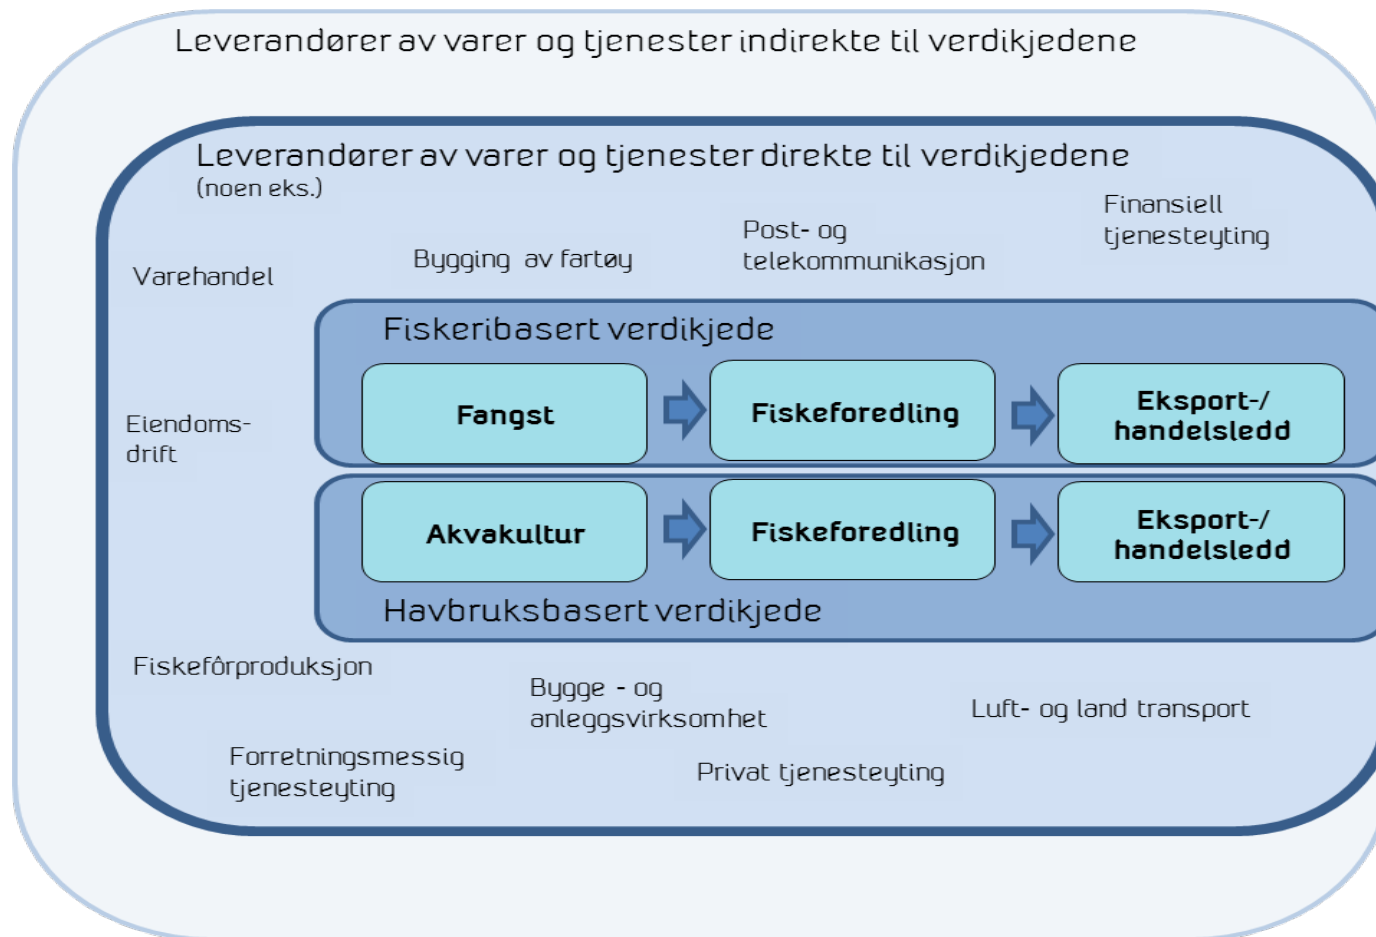 Leverandører av varer og tjenester indirekte til verdikjedene
Leverandører av varer og tjenester direkte til verdikjedene
(noen eks.)
Finansiell
tjenesteyting
Post- og
telekommunikasjon
Bygging av fartøy
Varehandel
Fiskeribasert verdikjede
Fangst
Fiskeforedling
Eksport-/
handelsledd
Eiendoms-
drift
Akvakultur
Fiskeforedling
Eksport-/
handelsledd
Havbruksbasert verdikjede
Fiskefôrproduksjon
Bygge - og
anleggsvirksomhet
Luft- og land transport
Forretningsmessig
tjenesteyting
Privat tjenesteyting